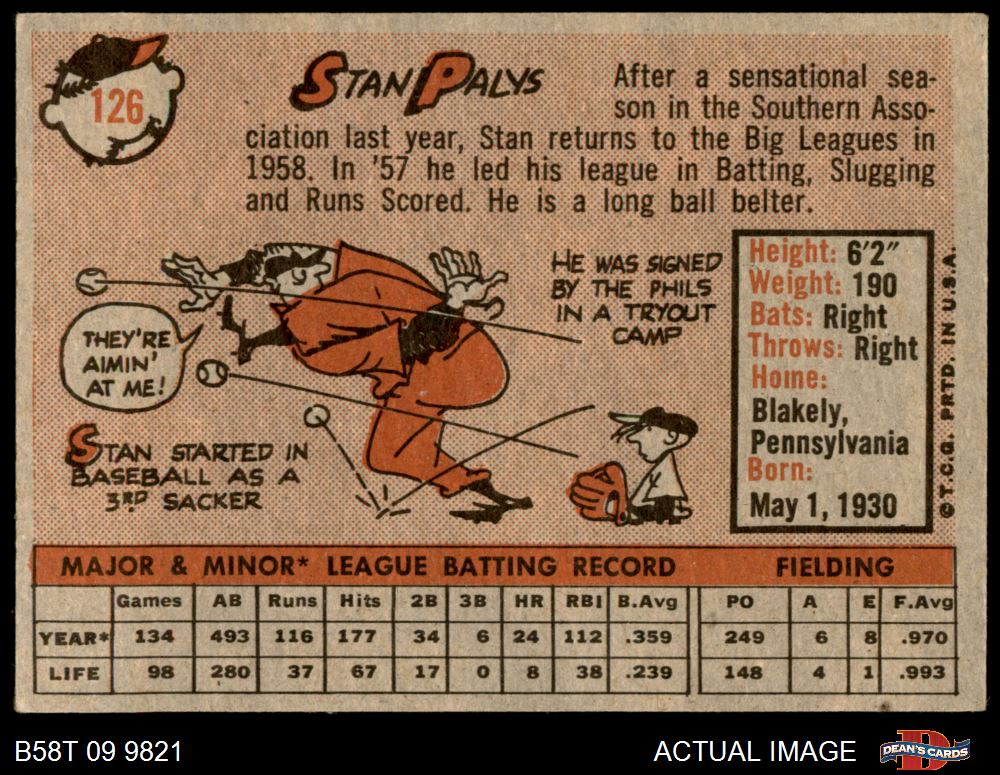 126
STAN PALYS
After a sensational sea-
son in the Southern Asso-
ciation last year, Stan returns to the Big Leagues in
1958. In '57 he led his league in Batting, Slugging
and Runs Scored. He is a long ball belter.
HE WAS SIGNED
BY THE PHILS
IN A TRYOUT
CAMP
THEY'RE
AIMIN'
AT ME!
STAN STARTED IN
BASEBALL AS A
3RD SACKER
Height: 6'2"
Weight: 190
Bats: Right
Throws: Right
Home:
Blakely,
Pennsylvania
Born:
May 1, 1930
© T.C.G. PRTD. IN U.S.A.
MAJOR & MINOR* LEAGUE BATTING RECORD FIELDING
Games AB Runs Hits 2B 3B HR RBI B.Avg PO A E F.Avg
YEAR* 134 493 116 177 34 6 24 112 .359 249 6 8 .970
LIFE 98 280 37 67 17 0 8 38 .239 148 4 1 .993
B58T 09 9821 ACTUAL IMAGE DEAN'S CARDS